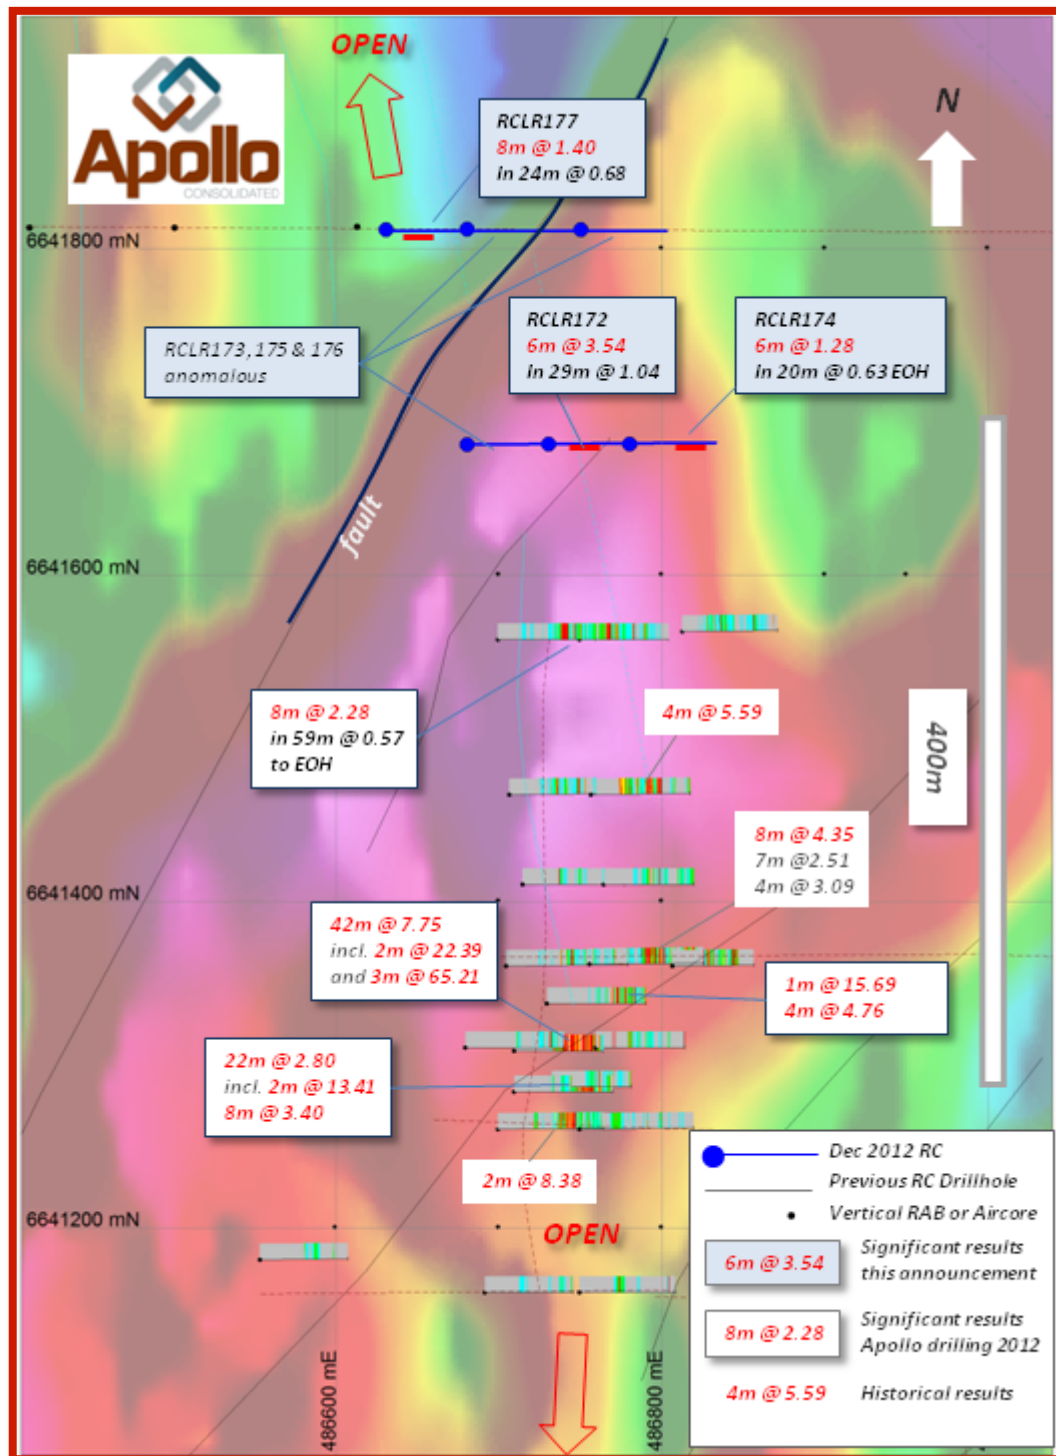 OPEN
Apollo
CONSOLIDATED
N
RCLR177
8m @ 1.40
In 24m @ 0.68
6641800 mN
RCLR173, 175 & 176
anomalous
RCLR172
6m @ 3.54
In 29m @ 1.04
RCLR174
6m @ 1.28
In 20m @ 0.63 EOH
fault
6641600 mN
8m @ 2.28
in 59m @ 0.57
to EOH
4m @ 5.59
400m
8m @ 4.35
7m @2.51
4m @ 3.09
6641400 mN
42m @ 7.75
incl. 2m @ 22.39
and 3m @ 65.21
1m @ 15.69
4m @ 4.76
22m @ 2.80
incl. 2m @ 13.41
8m @ 3.40
2m @ 8.38
6641200 mN
OPEN
486600 mE
486800 mE
Dec 2012 RC
Previous RC Drillhole
Vertical RAB or Aircore
6m @ 3.54
Significant results
this announcement
8m @ 2.28
Significant results
Apollo drilling 2012
4m @ 5.59
Historical results